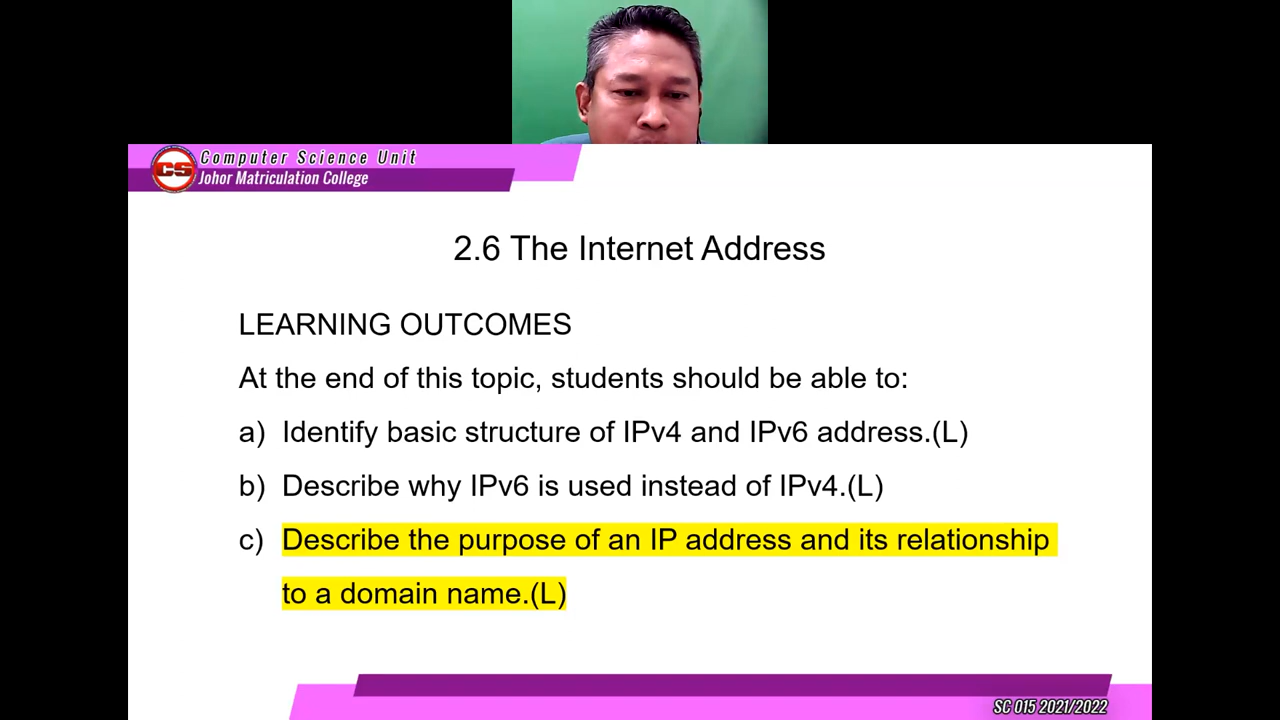 CS
Computer Science Unit
Johor Matriculation College
2.6 The Internet Address
LEARNING OUTCOMES
At the end of this topic, students should be able to:
a) Identify basic structure of IPv4 and IPv6 address.(L)
b) Describe why IPv6 is used instead of IPv4.(L)
c) Describe the purpose of an IP address and its relationship
to a domain name.(L)
SC 015 2021/2022